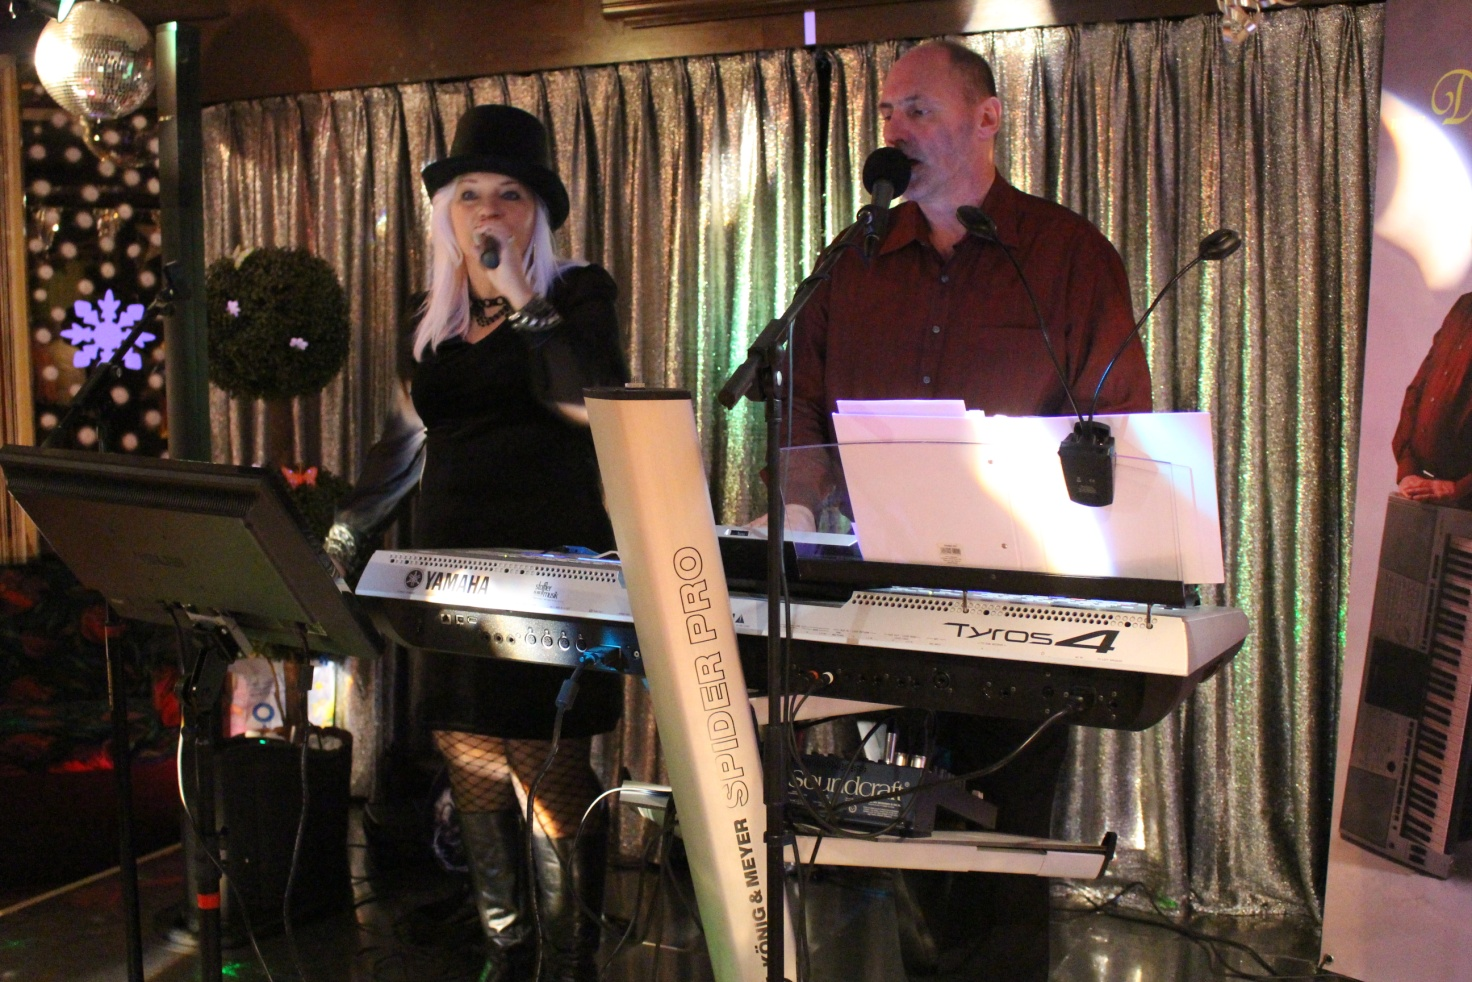 D
YAMAHA
Tyros4
SPIDER PRO
KÖNIG & MEYER
Soundcraft